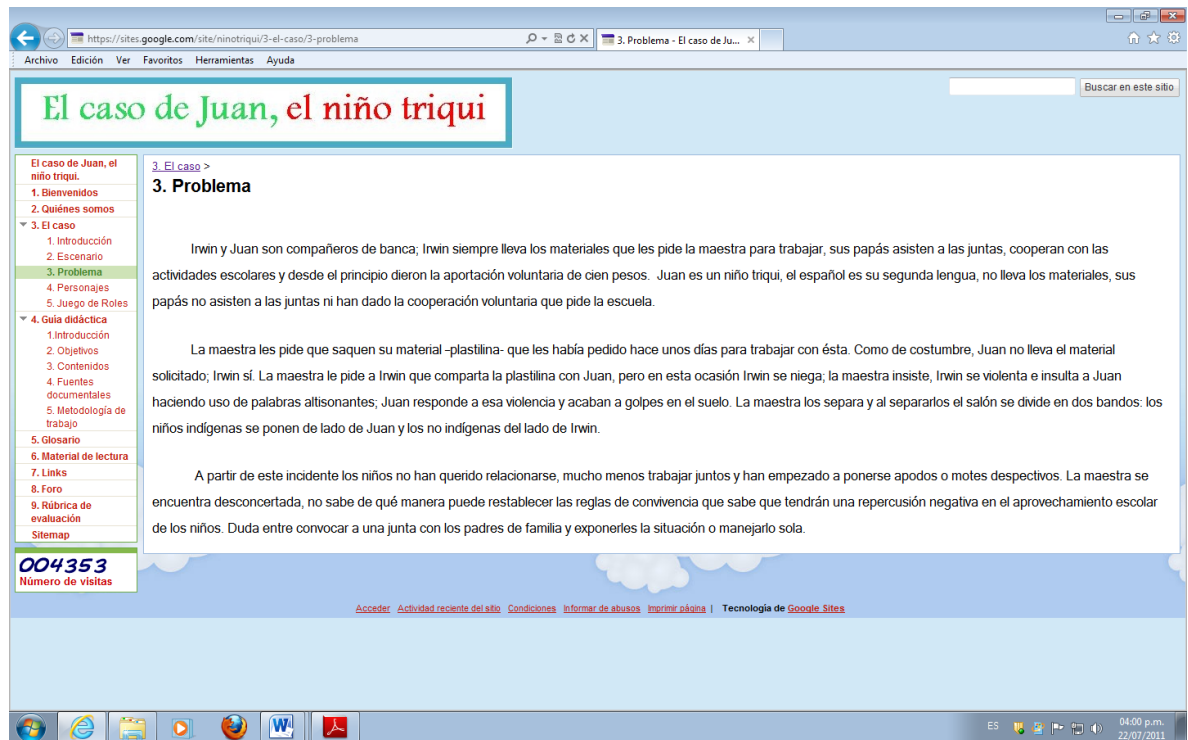 https://sites.google.com/site/ninotriqui/3-el-caso/3-problema
3. Problema - El caso de Ju...
Archivo Edición Ver Favoritos Herramientas Ayuda
El caso de Juan, el niño triqui
Buscar en este sitio
El caso de Juan, el
niño triqui.
1. Bienvenidos
2. Quiénes somos
3. El caso
1. Introducción
2. Escenario
3. Problema
4. Personajes
5. Juego de Roles
4. Guía didáctica
1.Introducción
2. Objetivos
3. Contenidos
4. Fuentes
documentales
5. Metodología de
trabajo
5. Glosario
6. Material de lectura
7. Links
8. Foro
9. Rúbrica de
evaluación
Sitemap
004353
Número de visitas
3. El caso >
3. Problema
Irwin y Juan son compañeros de banca; Irwin siempre lleva los materiales que les pide la maestra para trabajar, sus papás asisten a las juntas, cooperan con las
actividades escolares y desde el principio dieron la aportación voluntaria de cien pesos. Juan es un niño triqui, el español es su segunda lengua, no lleva los materiales, sus
papás no asisten a las juntas ni han dado la cooperación voluntaria que pide la escuela.
La maestra les pide que saquen su material –plastilina- que les había pedido hace unos días para trabajar con ésta. Como de costumbre, Juan no lleva el material
solicitado; Irwin sí. La maestra le pide a Irwin que comparta la plastilina con Juan, pero en esta ocasión Irwin se niega; la maestra insiste, Irwin se violenta e insulta a Juan
haciendo uso de palabras altisonantes; Juan responde a esa violencia y acaban a golpes en el suelo. La maestra los separa y al separarlos el salón se divide en dos bandos: los
niños indígenas se ponen de lado de Juan y los no indígenas del lado de Irwin.
A partir de este incidente los niños no han querido relacionarse, mucho menos trabajar juntos y han empezado a ponerse apodos o motes despectivos. La maestra se
encuentra desconcertada, no sabe de qué manera puede restablecer las reglas de convivencia que sabe que tendrán una repercusión negativa en el aprovechamiento escolar
de los niños. Duda entre convocar a una junta con los padres de familia y exponerles la situación o manejarlo sola.
Acceder Actividad reciente del sitio Condiciones Informar de abusos Imprimir página | Tecnología de Google Sites
ES
04:00 p.m.
22/07/2011